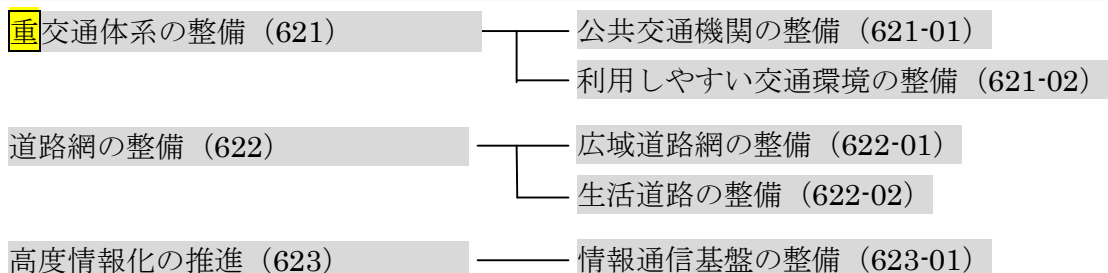 重交通体系の整備（621） 公共交通機関の整備（621-01）
利用しやすい交通環境の整備（621-02）
道路網の整備（622） 広域道路網の整備（622-01）
生活道路の整備（622-02）
高度情報化の推進（623） 情報通信基盤の整備（623-01）